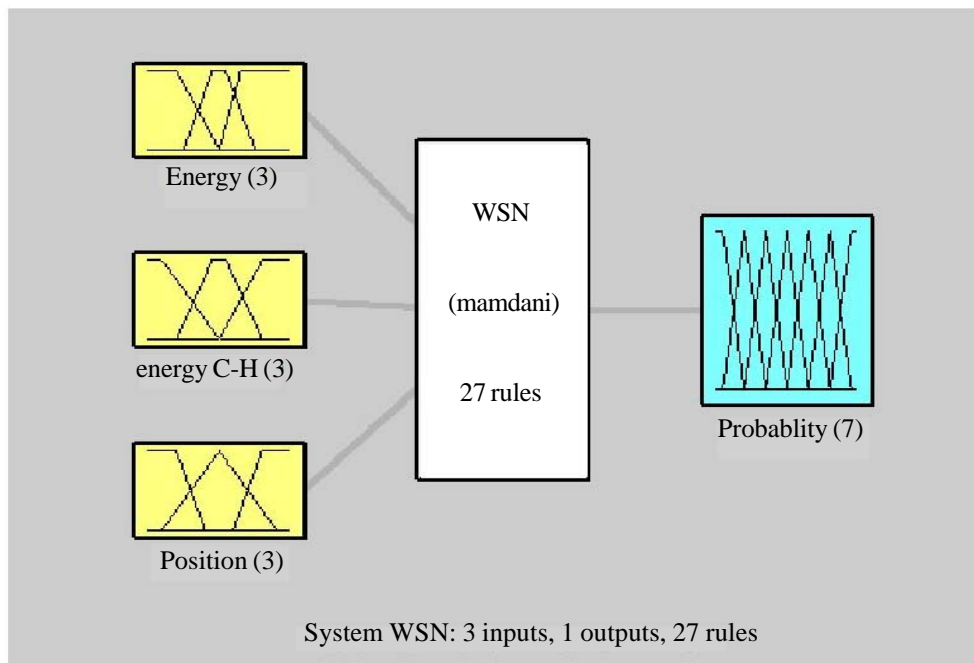 Energy (3)
energy C-H (3)
Position (3)
WSN
(mamdani)
27 rules
Probablity (7)
System WSN: 3 inputs, 1 outputs, 27 rules